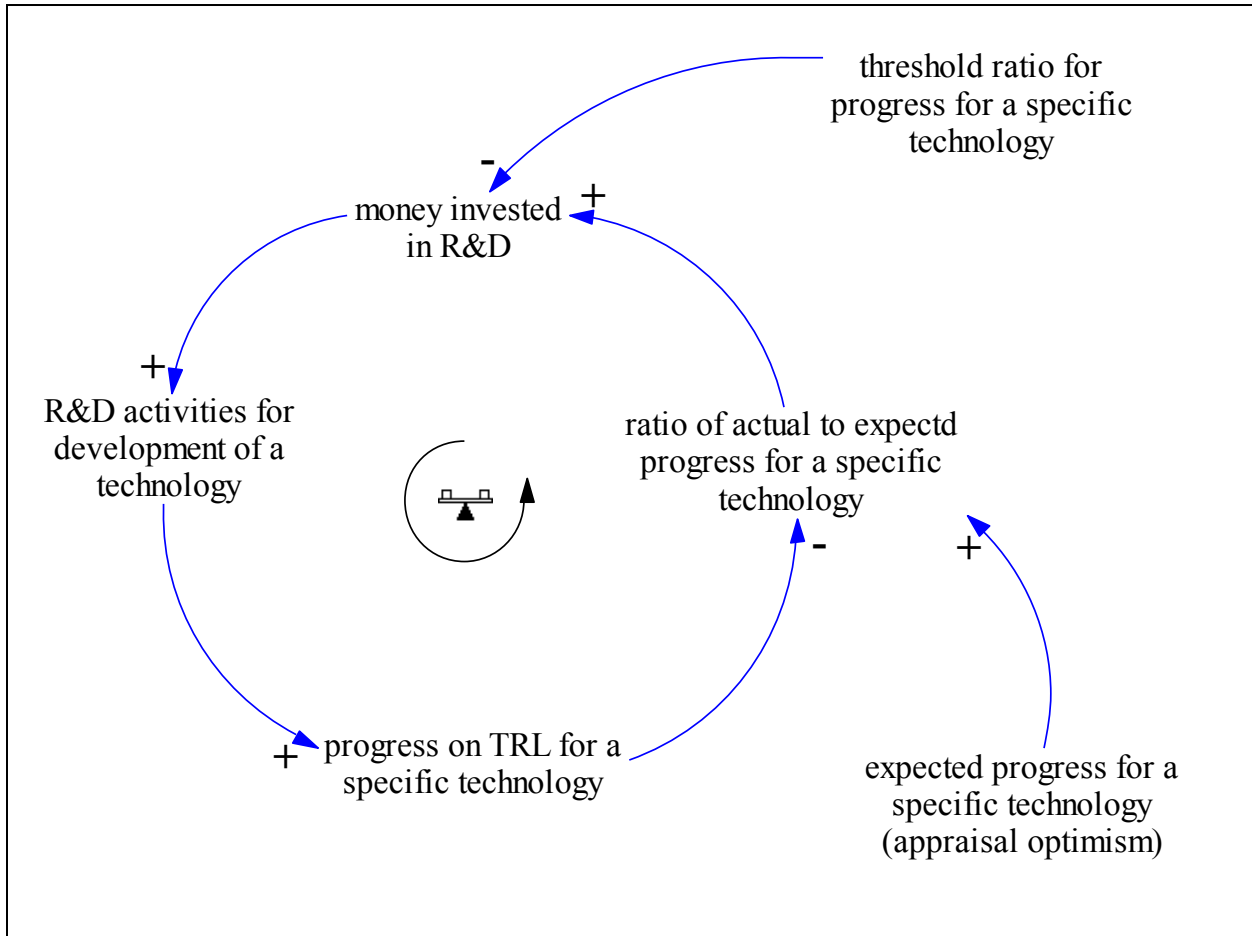 threshold ratio for
progress for a specific
technology
-
+
money invested
in R&D
+
R&D activities for
development of a
technology
ratio of actual to expectd
progress for a specific
technology
-
+
+
progress on TRL for a
specific technology
expected progress for a
specific technology
(appraisal optimism)